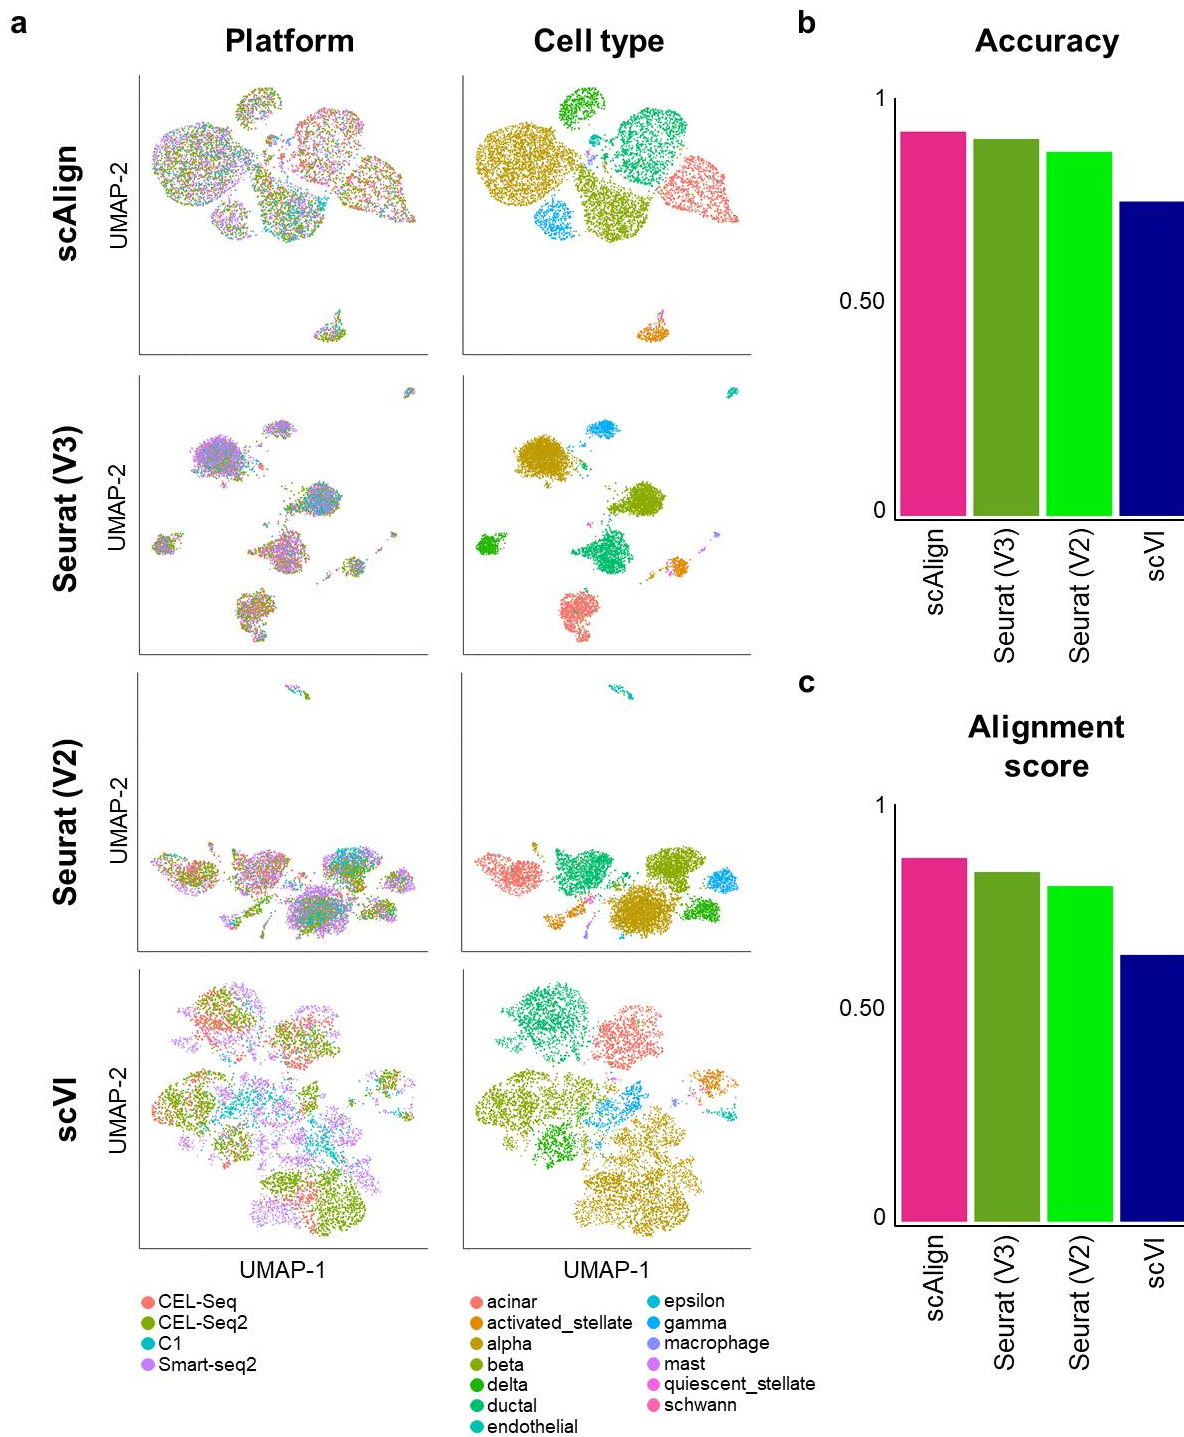 a
Platform
Cell type
scAlign
UMAP-2
Seurat (V3)
UMAP-2
Seurat (V2)
UMAP-2
scVI
UMAP-2
UMAP-1
UMAP-1
CEL-Seq
CEL-Seq2
C1
Smart-seq2
acinar
activated_stellate
alpha
beta
delta
ductal
endothelial
epsilon
gamma
macrophage
mast
quiescent_stellate
schwann
b
Accuracy
1
0.50
0
scAlign
Seurat (V3)
Seurat (V2)
scVI
c
Alignment
score
1
0.50
0
scAlign
Seurat (V3)
Seurat (V2)
scVI